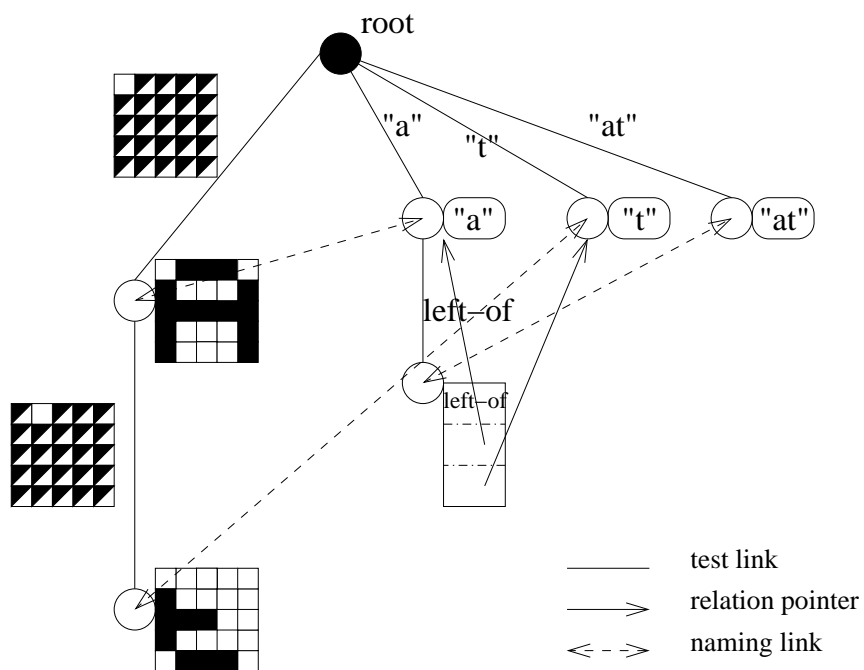 root
"a"
"t"
"at"
"a"
"t"
"at"
left-of
left-of
test link
relation pointer
naming link